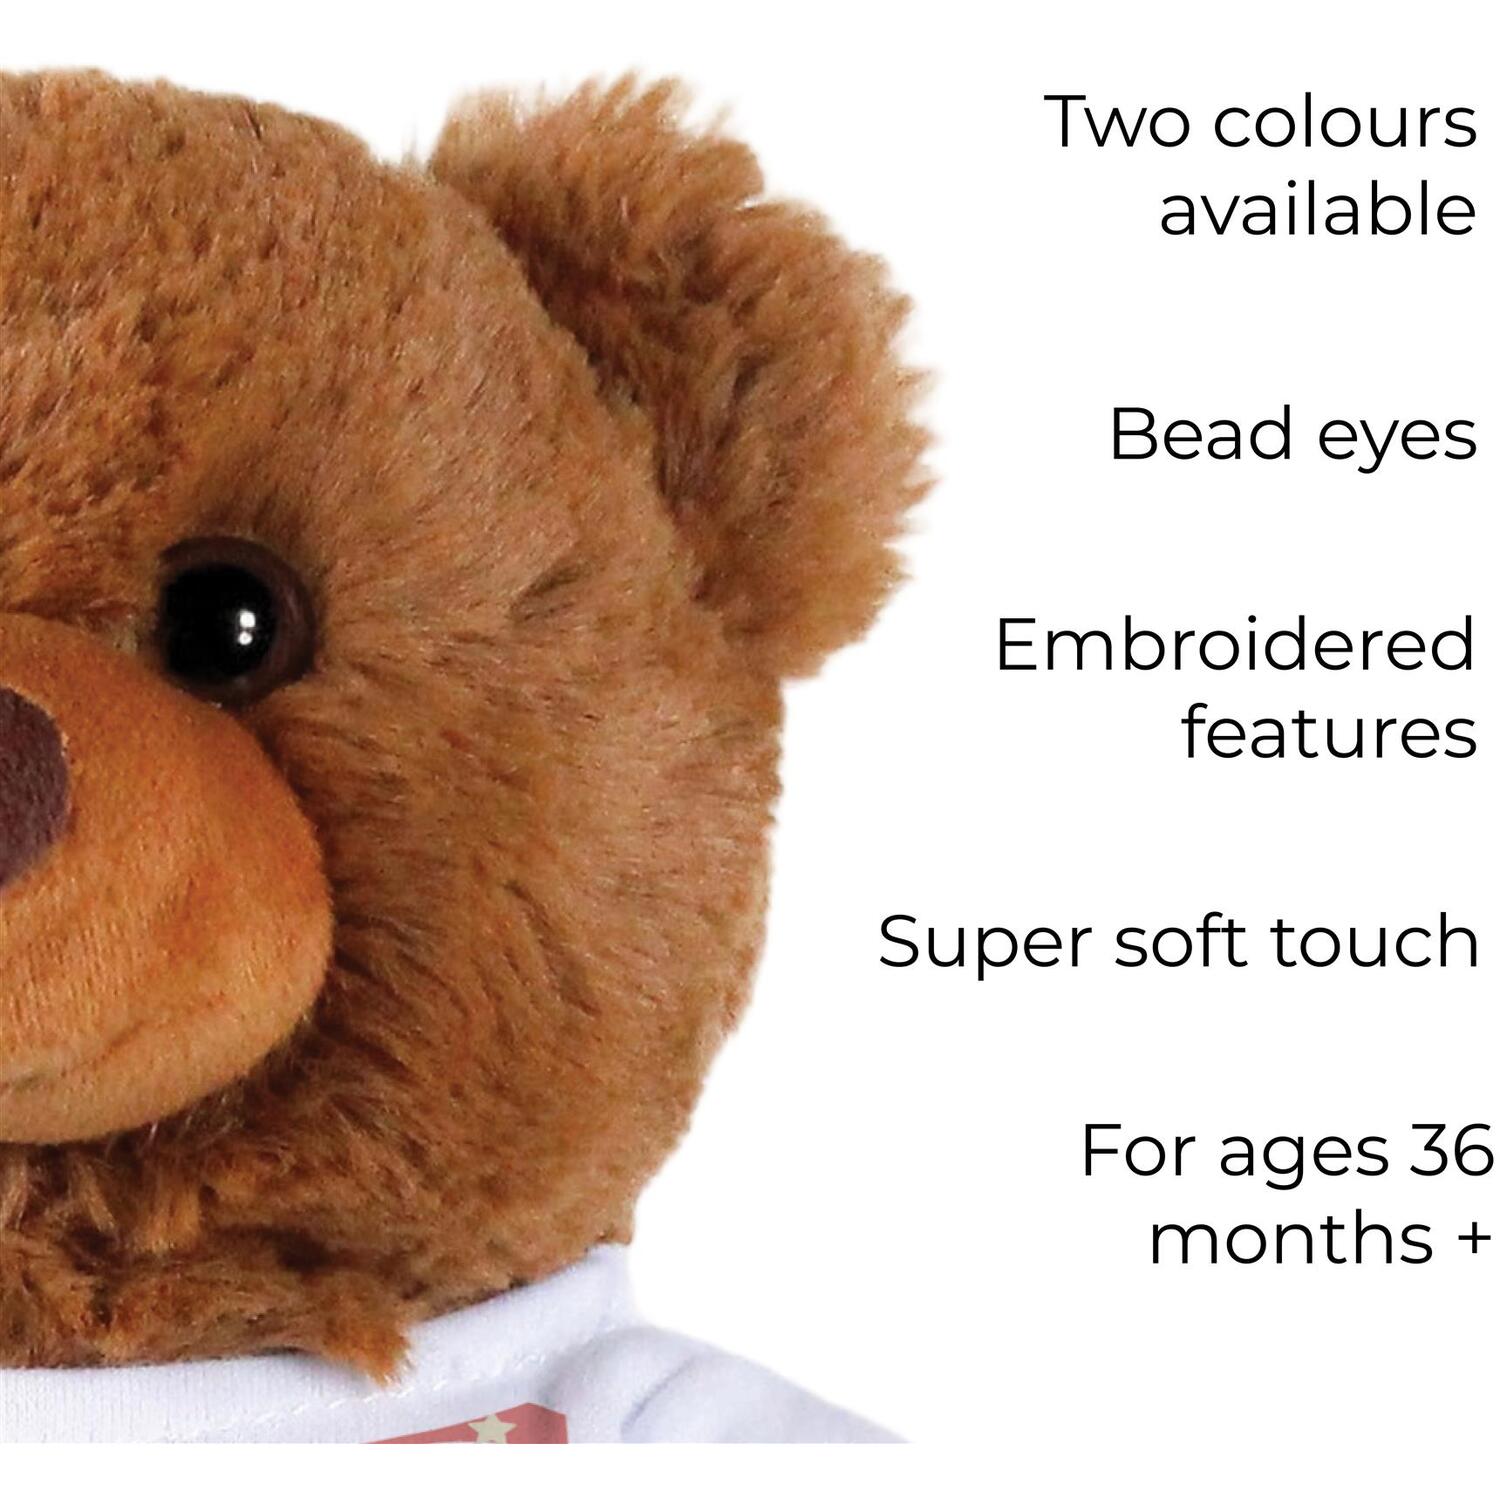 Two colours
available
Bead eyes
Embroidered
features
Super soft touch
For ages 36
months +